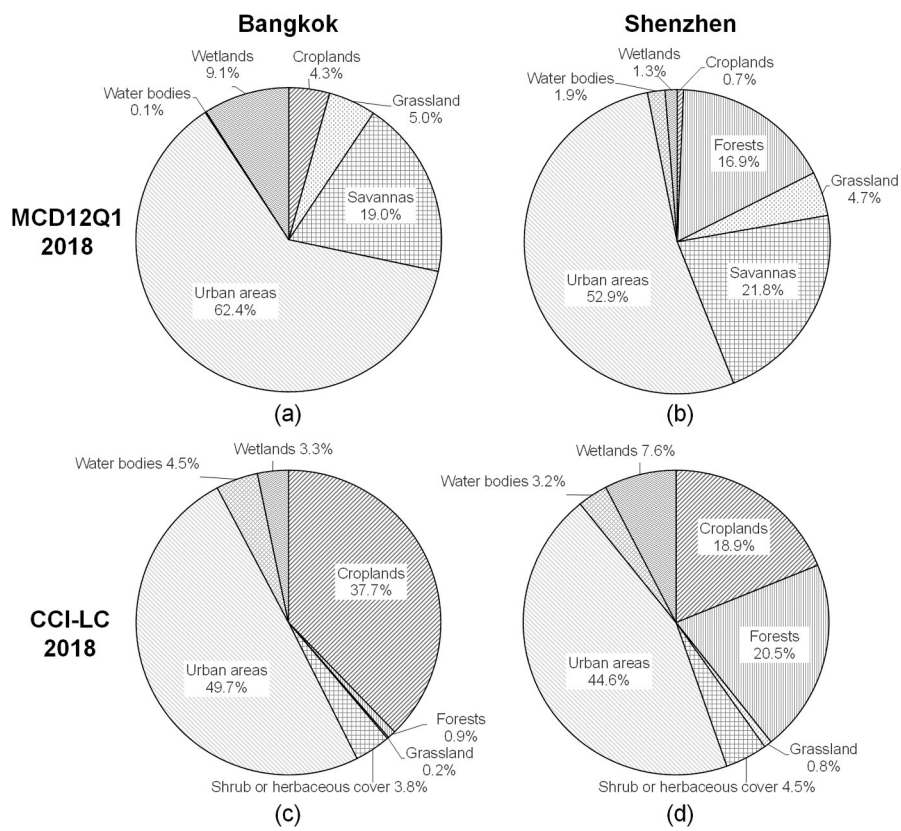 Bangkok
Shenzhen
MCD12Q1
2018
Wetlands
9.1%
Croplands
4.3%
Water bodies
0.1%
Grassland
5.0%
Savannas
19.0%
Urban areas
62.4%
(a)
Wetlands
1.3%
Croplands
0.7%
Water bodies
1.9%
Forests
16.9%
Grassland
4.7%
Savannas
21.8%
Urban areas
52.9%
(b)
CCI-LC
2018
Water bodies 4.5%
Wetlands 3.3%
Croplands
37.7%
Urban areas
49.7%
Forests
0.9%
Grassland
0.2%
Shrub or herbaceous cover 3.8%
(c)
Wetlands 7.6%
Water bodies 3.2%
Croplands
18.9%
Forests
20.5%
Urban areas
44.6%
Grassland
0.8%
Shrub or herbaceous cover 4.5%
(d)